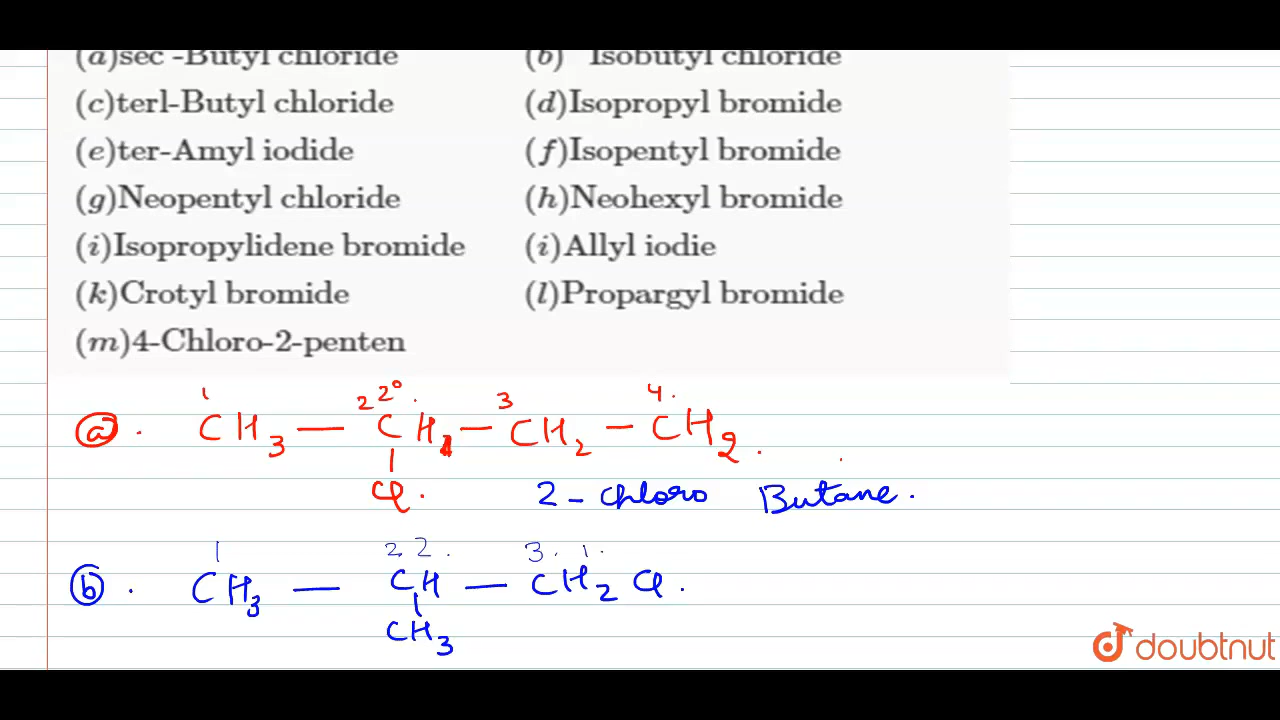 (a)sec -Butyl chloride (b) Isobutyl chloride
(c)terl-Butyl chloride (d)Isopropyl bromide
(e)ter-Amyl iodide (f)Isopentyl bromide
(g)Neopentyl chloride (h)Neohexyl bromide
(i)Isopropylidene bromide (i)Allyl iodie
(k)Crotyl bromide (l)Propargyl bromide
(m)4-Chloro-2-penten
1 2 2° 3 4.
(a). CH3 — CH — CH2 — CH2.
Cl. 2 - Chloro Butane.
1 2 2. 3. 1.
(b). CH3 — CH — CH2 Cl.
CH3
doubtnut